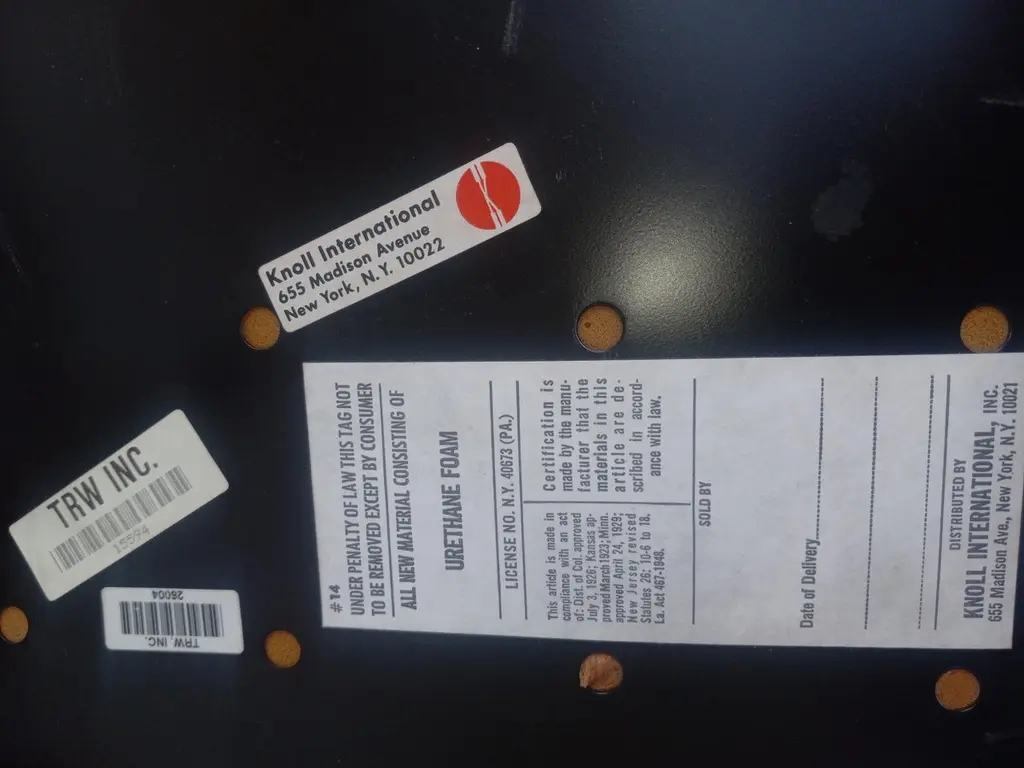 Knoll International
655 Madison Avenue
New York, N.Y. 10022
TRW INC.
15594
TRW, INC.
26004
#14
UNDER PENALTY OF LAW THIS TAG NOT
TO BE REMOVED EXCEPT BY CONSUMER
ALL NEW MATERIAL CONSISTING OF
URETHANE FOAM
LICENSE NO. N.Y. 40673 (PA.)
This article is made in
compliance with an act
of: Dist. of Col. approved
July 3, 1926; Kansas ap-
proved March 1923; Minn.
approved April 24, 1929;
New Jersey revised
Statutes 26: 10-6 to 18.
La. Act 467-1948.
Certification is
made by the manu-
facturer that the
materials in this
article are de-
scribed in accord-
ance with law.
SOLD BY
Date of Delivery
DISTRIBUTED BY
KNOLL INTERNATIONAL, INC.
655 Madison Ave., New York, N.Y. 10021